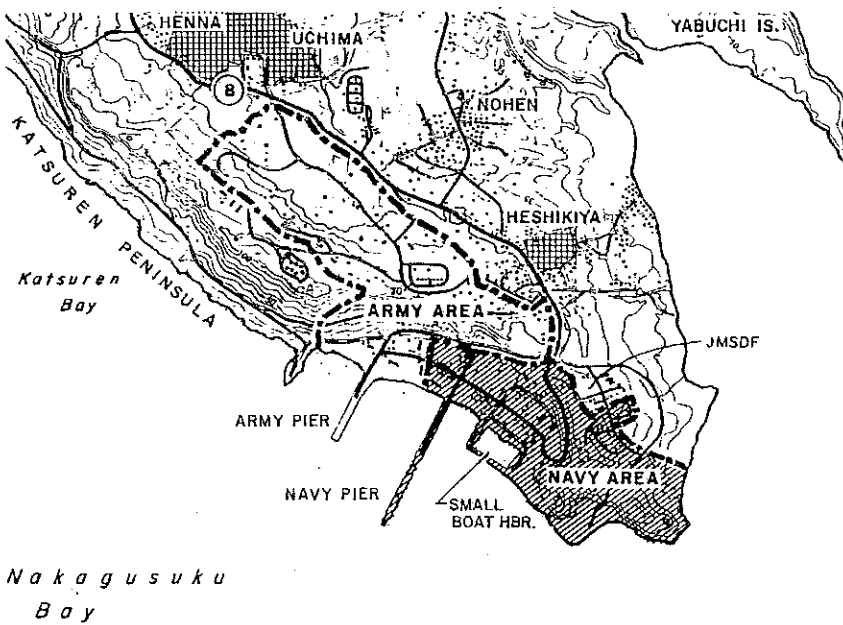 HENNA
UCHIMA
YABUCHI IS.
8
NOHEN
KATSUREN PENINSULA
HESHIKIYA
Katsuren
Bay
ARMY AREA
JMSDF
ARMY PIER
NAVY AREA
NAVY PIER
SMALL
BOAT HBR.
Nakagusuku
Bay